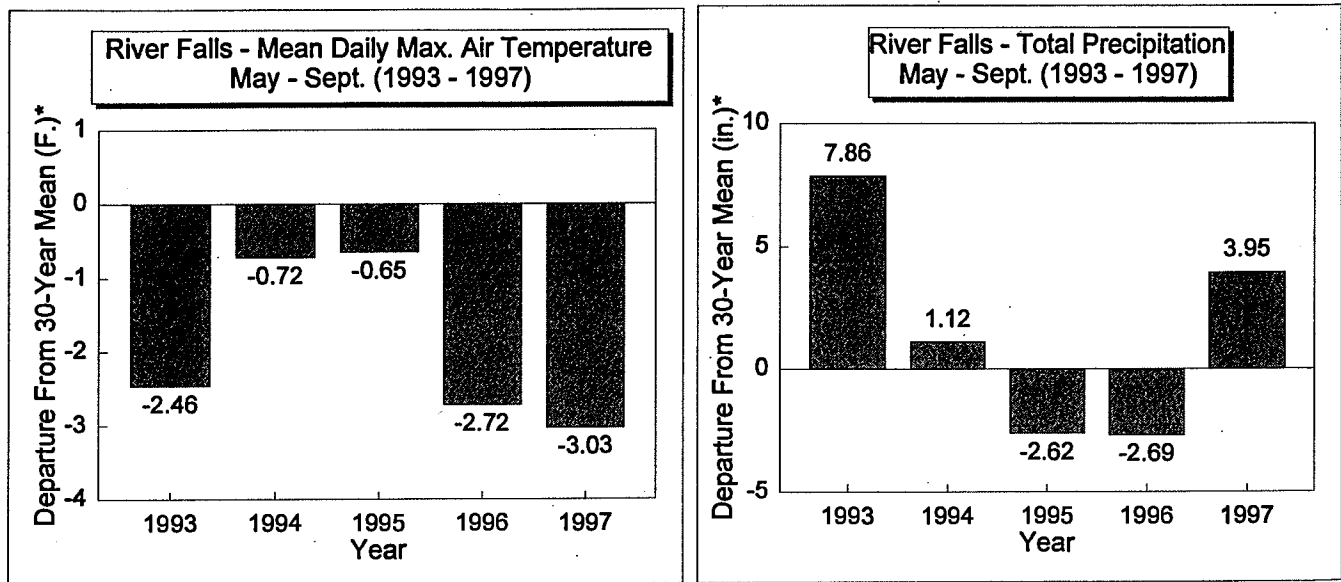 River Falls - Mean Daily Max. Air Temperature
May - Sept. (1993 - 1997)
Departure From 30-Year Mean (F.)*
1
0
-1
-2
-3
-4
-2.46
-0.72
-0.65
-2.72
-3.03
1993 1994 1995 1996 1997
Year
River Falls - Total Precipitation
May - Sept. (1993 - 1997)
Departure From 30-Year Mean (in.)*
10
5
0
-5
7.86
1.12
-2.62
-2.69
3.95
1993 1994 1995 1996 1997
Year